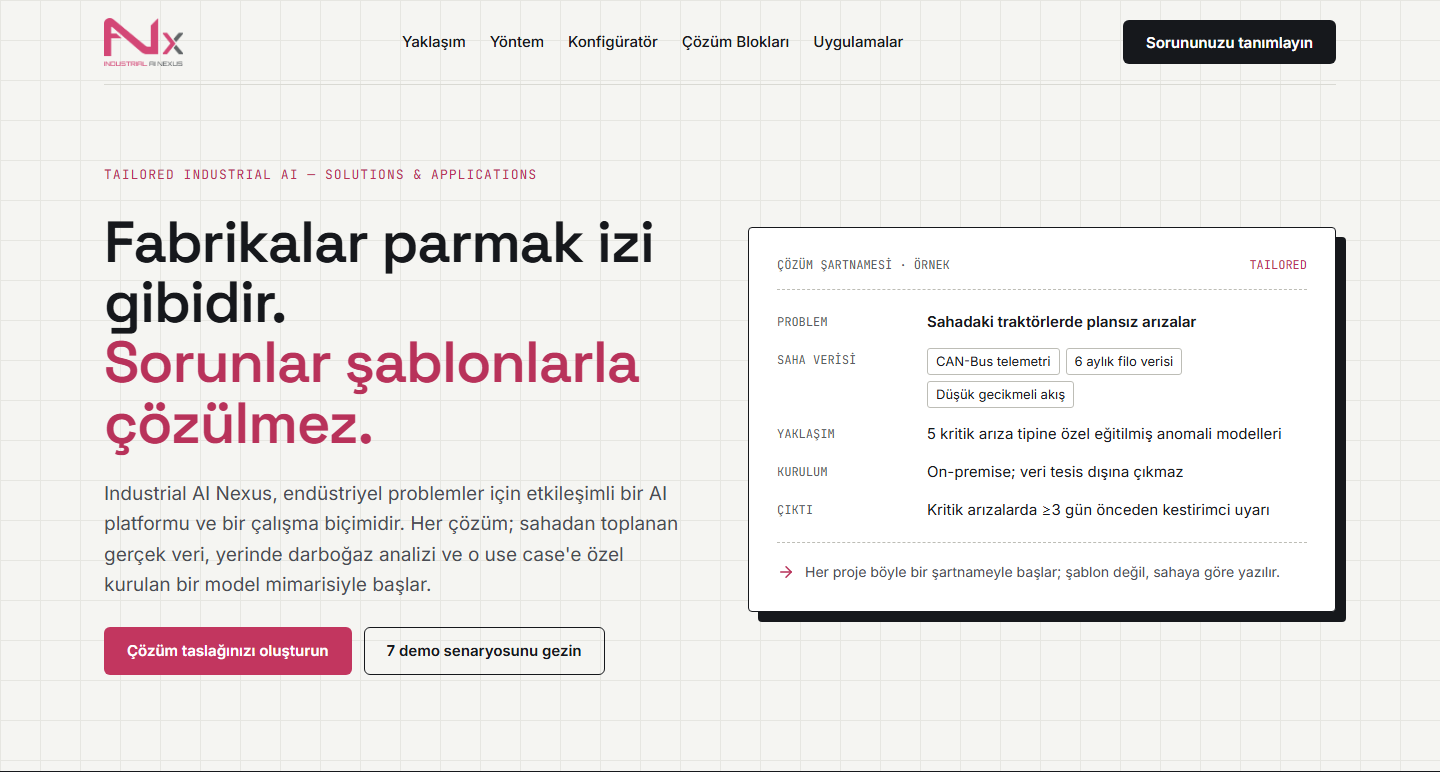 INDUSTRIAL AI NEXUS
Yaklaşım
Yöntem
Konfigüratör
Çözüm Blokları
Uygulamalar
Sorununuzu tanımlayın
TAILORED INDUSTRIAL AI — SOLUTIONS & APPLICATIONS
Fabrikalar parmak izi
gibidir.
Sorunlar şablonlarla
çözülmez.
Industrial AI Nexus, endüstriyel problemler için etkileşimli bir AI
platformu ve bir çalışma biçimidir. Her çözüm; sahadan toplanan
gerçek veri, yerinde darboğaz analizi ve o use case'e özel
kurulan bir model mimarisiyle başlar.
Çözüm taslağınızı oluşturun
7 demo senaryosunu gezin
ÇÖZÜM ŞARTNAMESİ · ÖRNEK
TAILORED
PROBLEM
Sahadaki traktörlerde plansız arızalar
SAHA VERİSİ
CAN-Bus telemetri
6 aylık filo verisi
Düşük gecikmeli akış
YAKLAŞIM
5 kritik arıza tipine özel eğitilmiş anomali modelleri
KURULUM
On-premise; veri tesis dışına çıkmaz
ÇIKTI
Kritik arızalarda ≥3 gün önceden kestirimci uyarı
→ Her proje böyle bir şartnameyle başlar; şablon değil, sahaya göre yazılır.